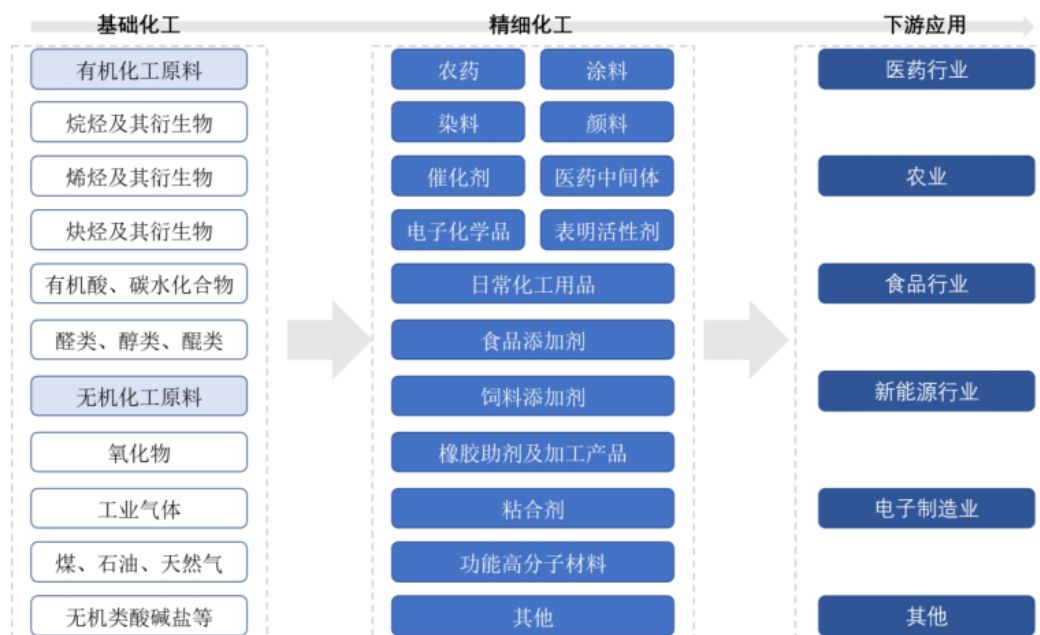 基础化工
精细化工
下游应用
有机化工原料
烷烃及其衍生物
烯烃及其衍生物
炔烃及其衍生物
有机酸、碳水化合物
醛类、醇类、醌类
无机化工原料
氧化物
工业气体
煤、石油、天然气
无机类酸碱盐等
农药
涂料
染料
颜料
催化剂
医药中间体
电子化学品
表明活性剂
日常化工用品
食品添加剂
饲料添加剂
橡胶助剂及加工产品
粘合剂
功能高分子材料
其他
医药行业
农业
食品行业
新能源行业
电子制造业
其他